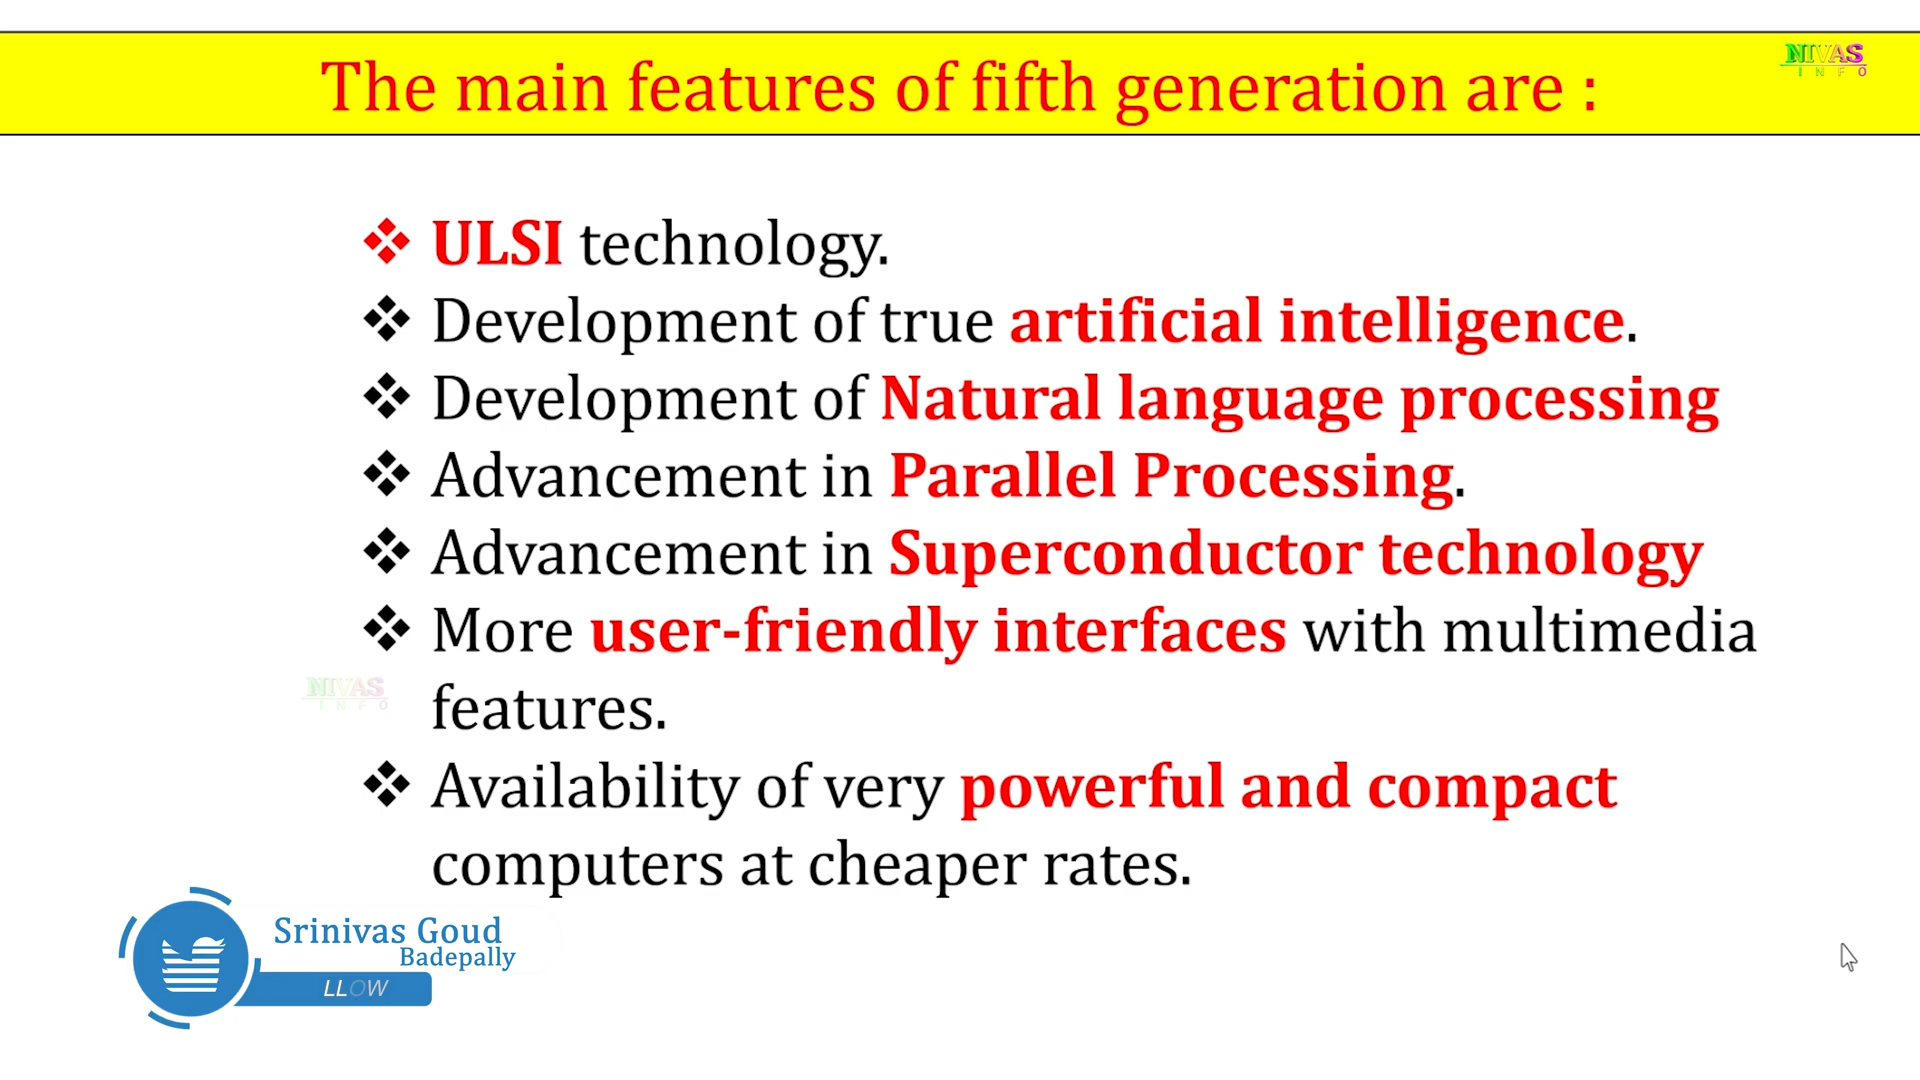 The main features of fifth generation are :
NIVAS
INFO
❖ ULSI technology.
❖ Development of true artificial intelligence.
❖ Development of Natural language processing
❖ Advancement in Parallel Processing.
❖ Advancement in Superconductor technology
❖ More user-friendly interfaces with multimedia
features.
NIVAS
INFO
❖ Availability of very powerful and compact
computers at cheaper rates.
Srinivas Goud
Badepally
LLOW